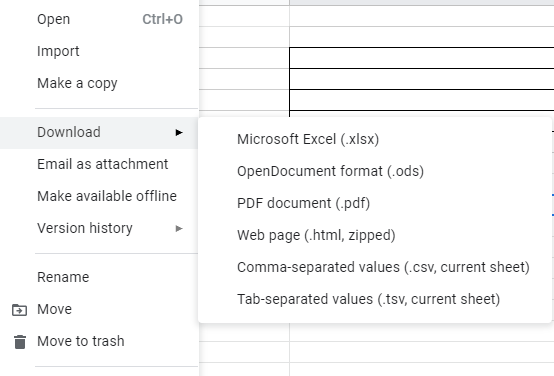 Open Ctrl+O
Import
Make a copy
Download
Email as attachment
Make available offline
Version history
Rename
Move
Move to trash
Microsoft Excel (.xlsx)
OpenDocument format (.ods)
PDF document (.pdf)
Web page (.html, zipped)
Comma-separated values (.csv, current sheet)
Tab-separated values (.tsv, current sheet)